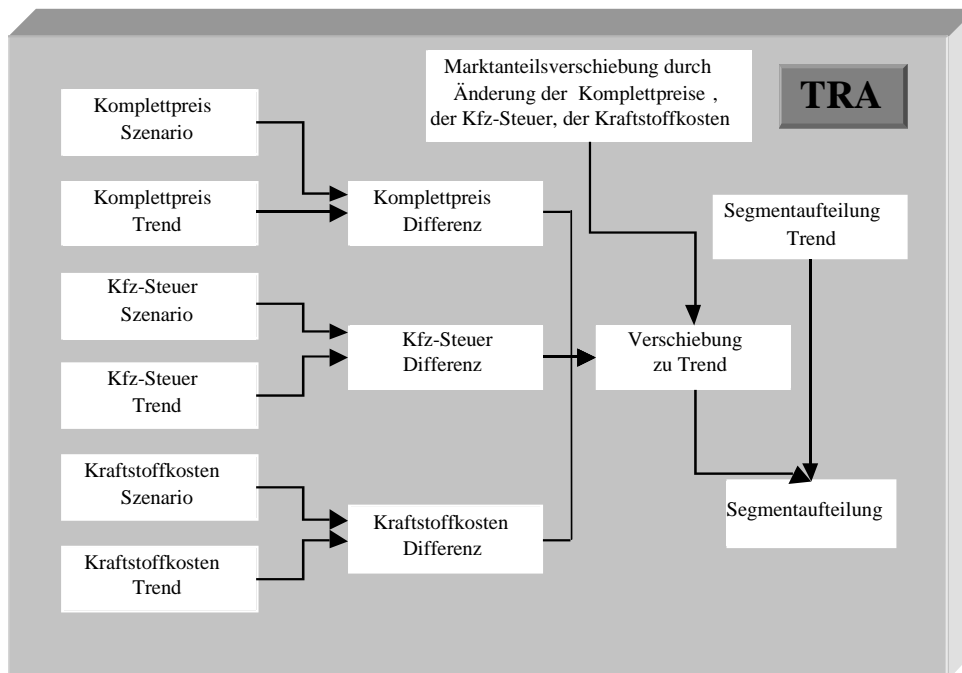 Marktanteilsverschiebung durch
Änderung der Komplettpreise ,
der Kfz-Steuer, der Kraftstoffkosten
TRA
Komplettpreis
Szenario
Komplettpreis
Trend
Komplettpreis
Differenz
Segmentaufteilung
Trend
Kfz-Steuer
Szenario
Kfz-Steuer
Trend
Kfz-Steuer
Differenz
Verschiebung
zu Trend
Kraftstoffkosten
Szenario
Kraftstoffkosten
Trend
Kraftstoffkosten
Differenz
Segmentaufteilung